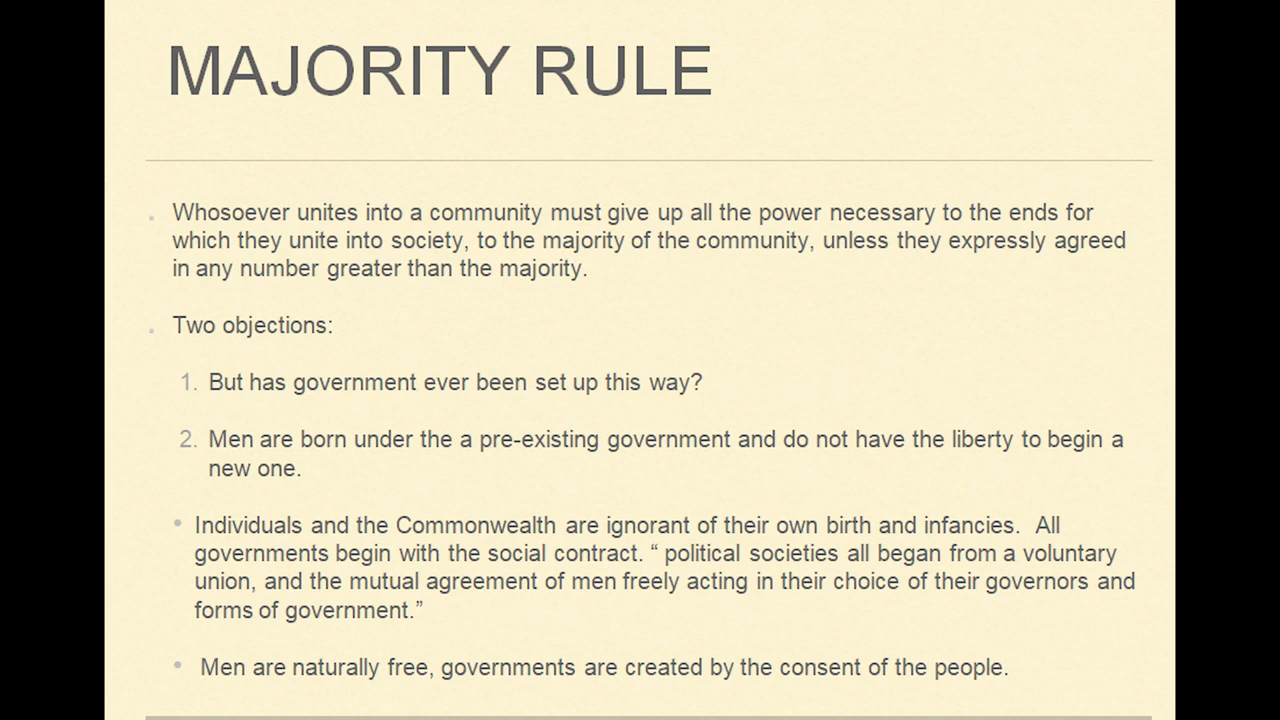 MAJORITY RULE
Whosoever unites into a community must give up all the power necessary to the ends for
which they unite into society, to the majority of the community, unless they expressly agreed
in any number greater than the majority.
Two objections:
1. But has government ever been set up this way?
2. Men are born under the a pre-existing government and do not have the liberty to begin a
new one.
• Individuals and the Commonwealth are ignorant of their own birth and infancies.  All
governments begin with the social contract. “ political societies all began from a voluntary
union, and the mutual agreement of men freely acting in their choice of their governors and
forms of government.”
• Men are naturally free, governments are created by the consent of the people.